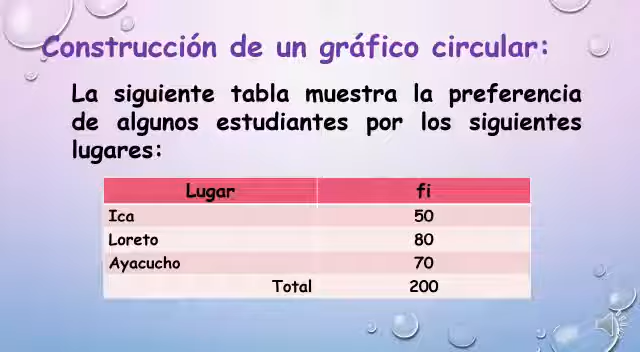 Construcción de un gráfico circular:
La siguiente tabla muestra la preferencia
de algunos estudiantes por los siguientes
lugares:
Lugar fi
Ica 50
Loreto 80
Ayacucho 70
Total 200